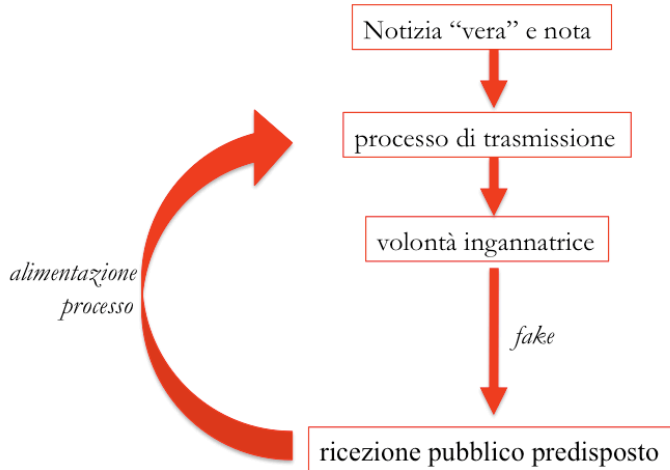 Notizia “vera” e nota
processo di trasmissione
volontà ingannatrice
alimentazione
processo
fake
ricezione pubblico predisposto